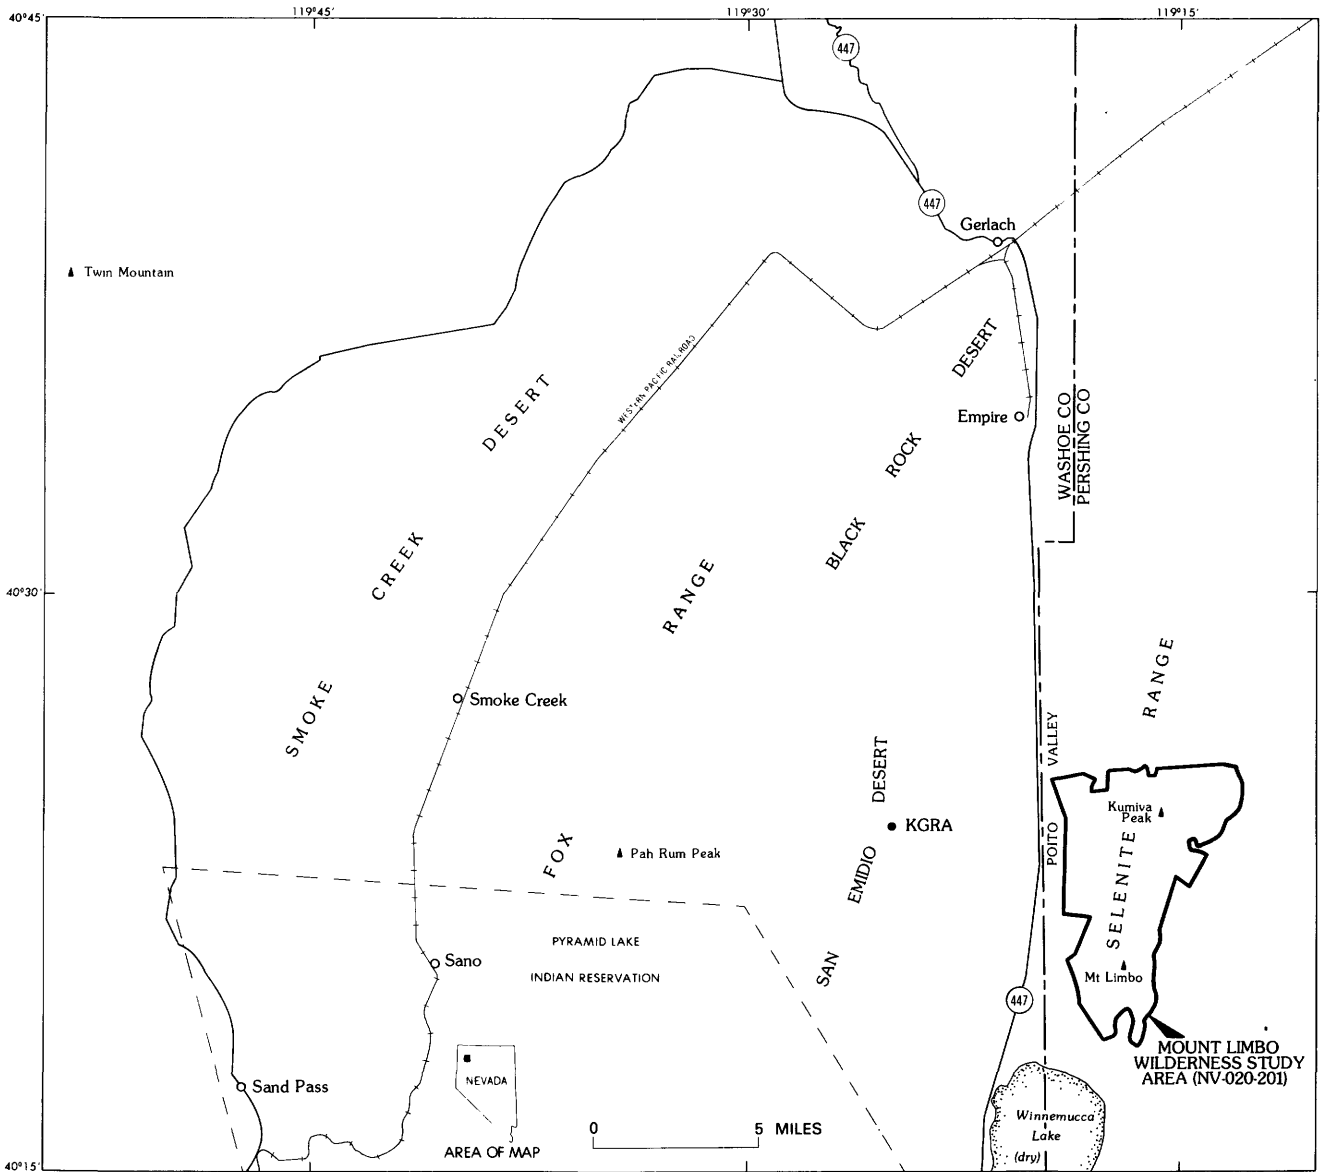 119°45'
119°30'
119°15'
40°45'
447
447
Gerlach
Twin Mountain
WESTERN PACIFIC RAILROAD
DESERT
DESERT
Empire
WASHOE CO
PERSHING CO
ROCK
BLACK
CREEK
RANGE
40°30'
RANGE
SMOKE
Smoke Creek
VALLEY
DESERT
Kumiva
Peak
KGRA
POITO
FOX
Pah Rum Peak
EMIDIO
SELENITE
PYRAMID LAKE
INDIAN RESERVATION
Sano
SAN
Mt Limbo
447
MOUNT LIMBO
WILDERNESS STUDY
AREA (NV-020-201)
NEVADA
Sand Pass
Winnemucca
Lake
(dry)
0 5 MILES
AREA OF MAP
40°15'